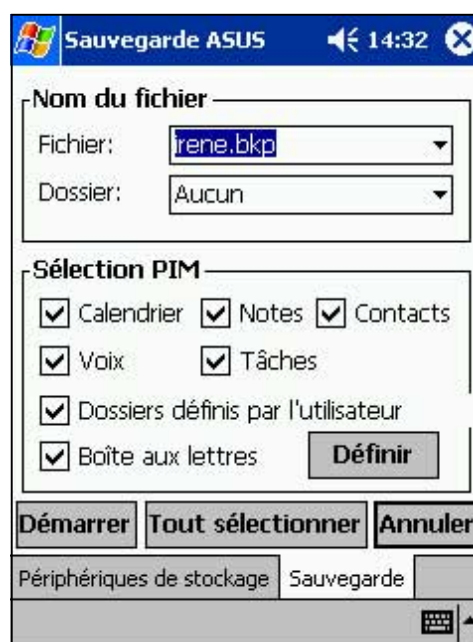 Sauvegarde ASUS 14:32
Nom du fichier
Fichier: irene.bkp
Dossier: Aucun
Sélection PIM
Calendrier Notes Contacts
Voix Tâches
Dossiers définis par l'utilisateur
Boîte aux lettres Définir
Démarrer Tout sélectionner Annuler
Périphériques de stockage Sauvegarde